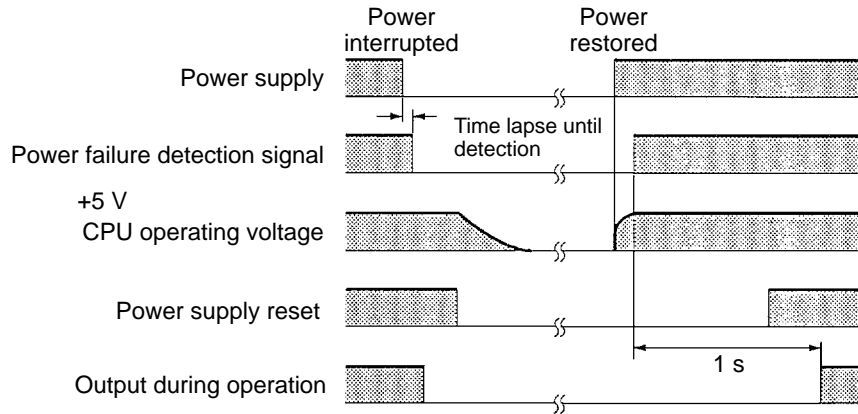 Power
interrupted
Power
restored
Power supply
Time lapse until
detection
Power failure detection signal
+5 V
CPU operating voltage
Power supply reset
1 s
Output during operation